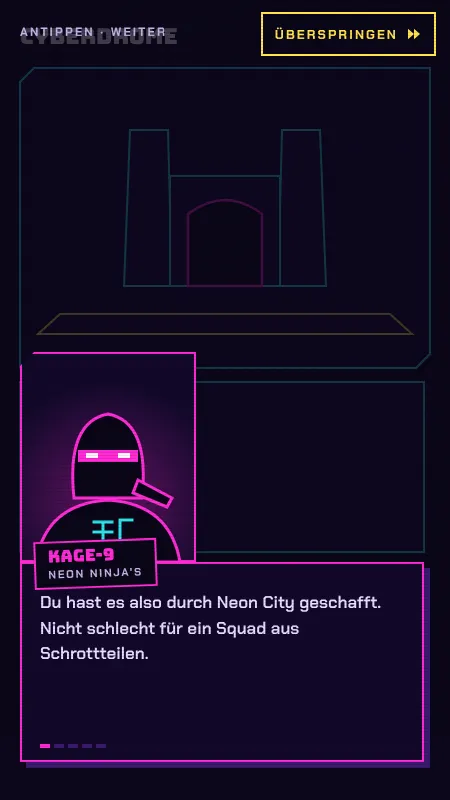 ANTIPPEN · WEITER
CYBERDROME
ÜBERSPRINGEN
KAGE-9
NEON NINJA'S
Du hast es also durch Neon City geschafft.
Nicht schlecht für ein Squad aus
Schrottteilen.